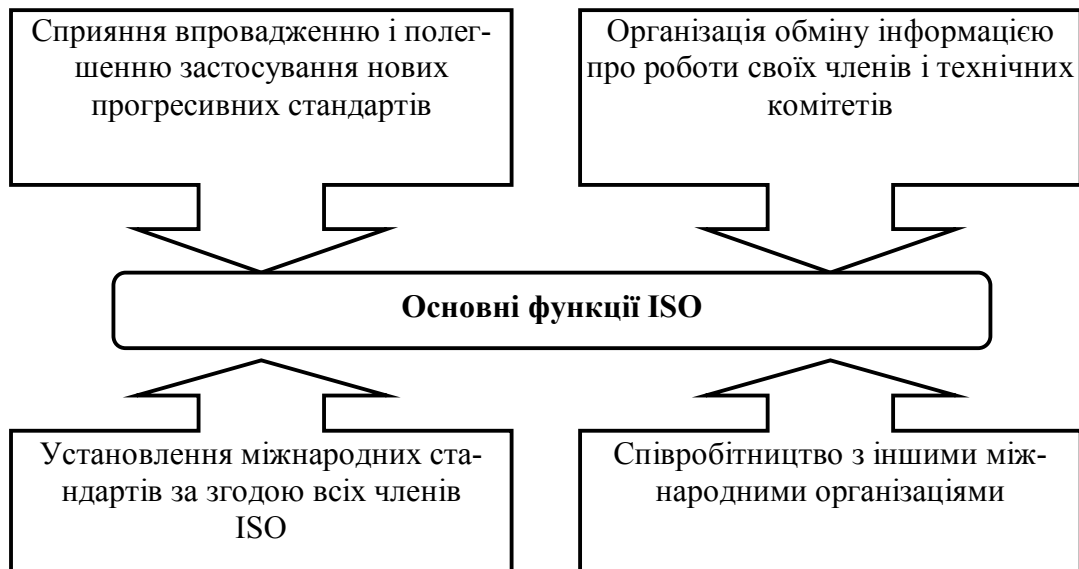 Сприяння впровадженню і полег-
шенню застосування нових
прогресивних стандартів
Організація обміну інформацією
про роботи своїх членів і технічних
комітетів
Основні функції ISO
Установлення міжнародних ста-
ндартів за згодою всіх членів
ISO
Співробітництво з іншими між-
народними організаціями